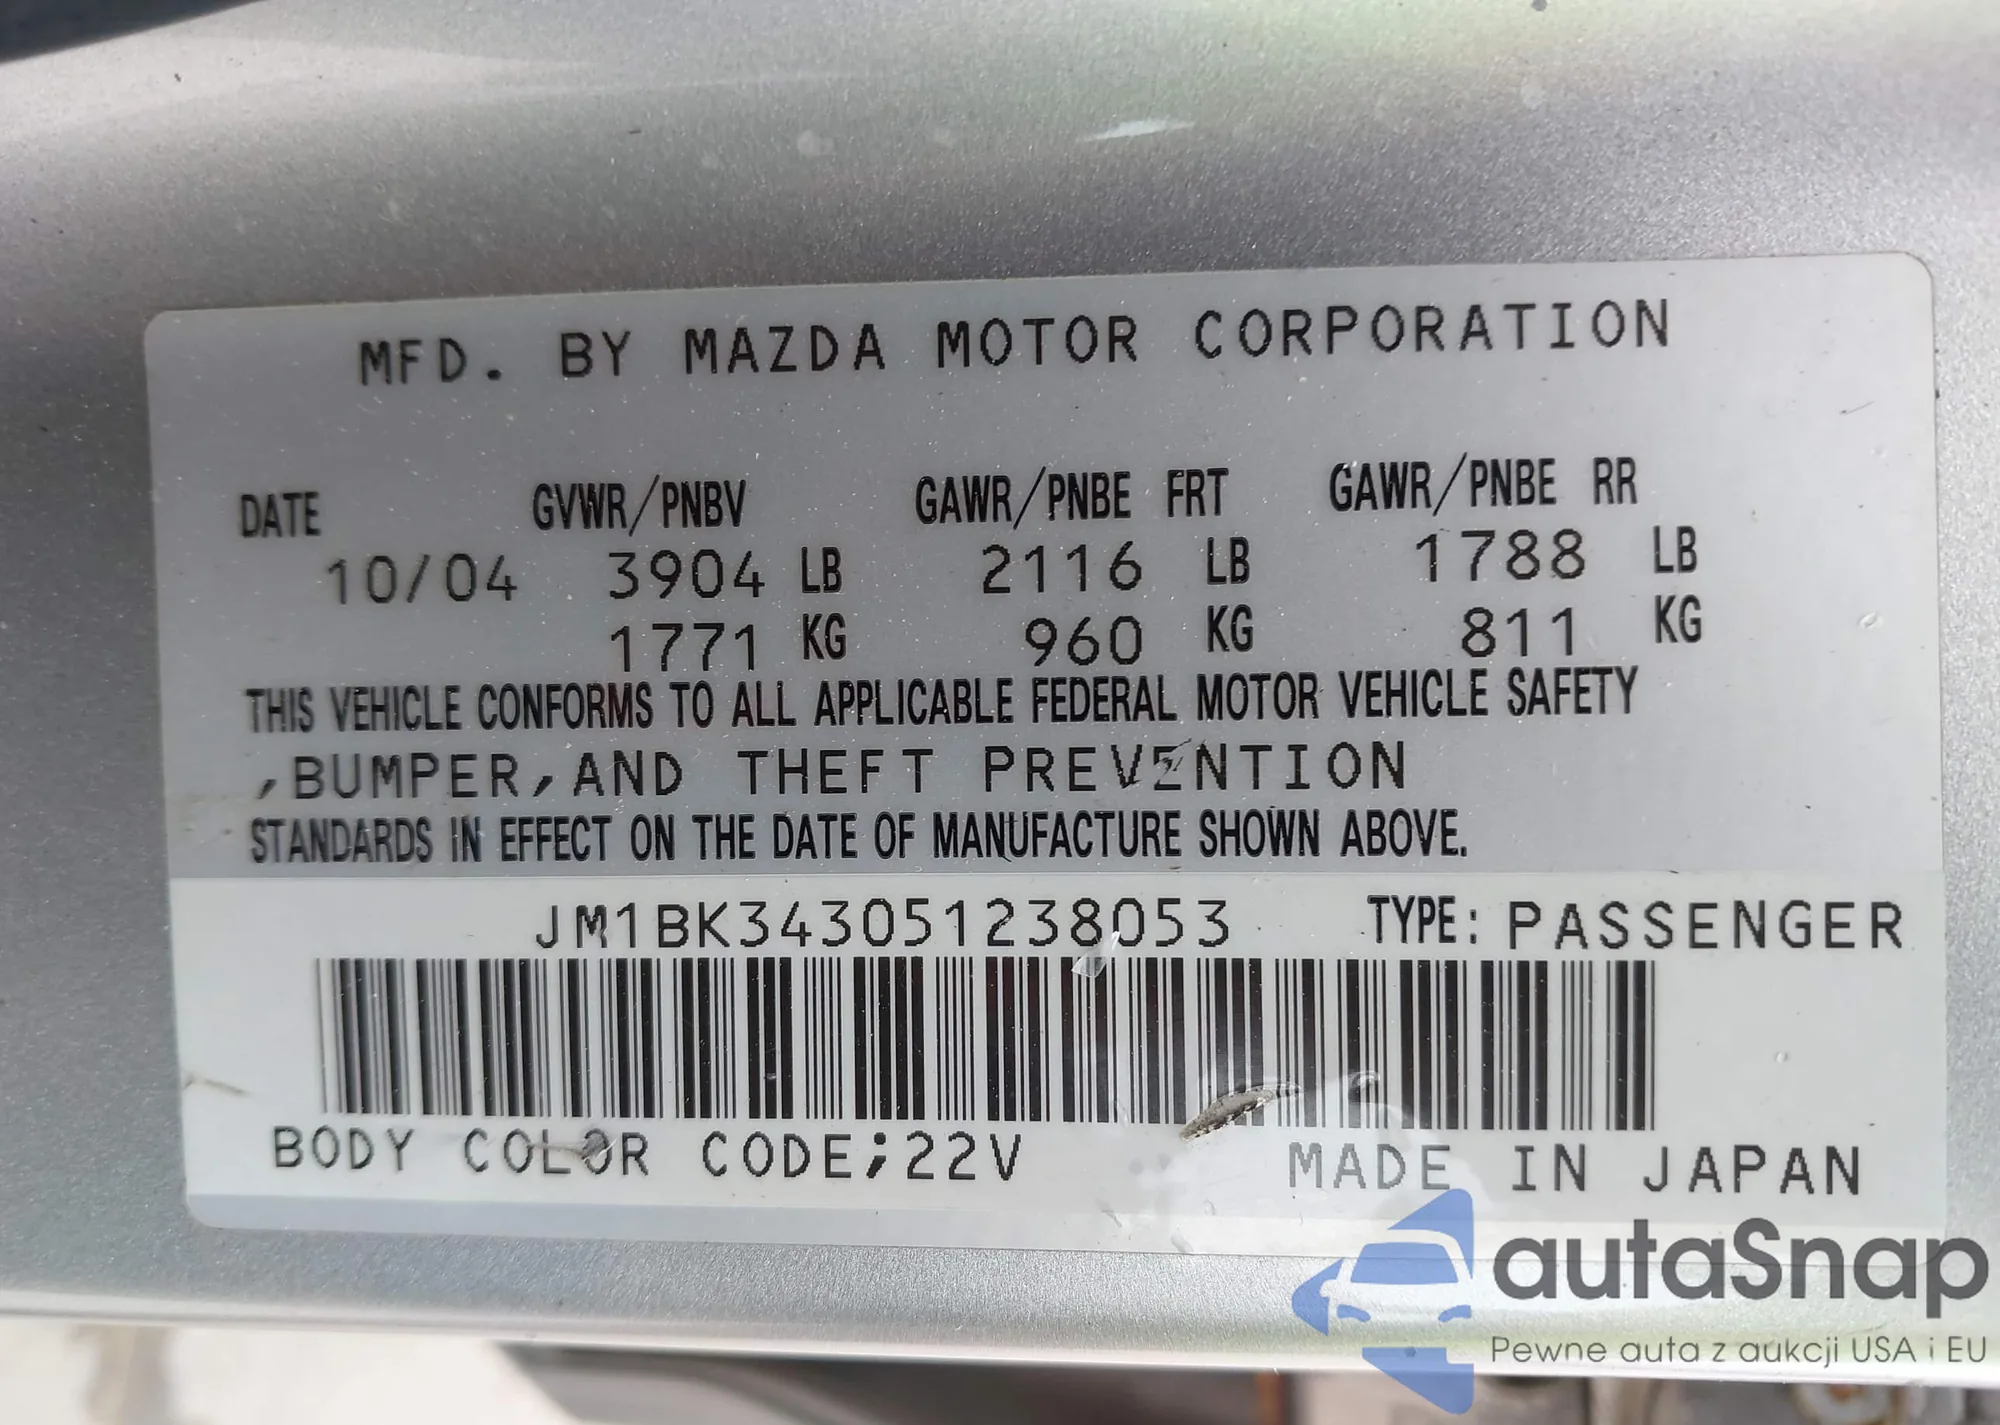 MFD. BY MAZDA MOTOR CORPORATION
DATE GVWR/PNBV GAWR/PNBE FRT GAWR/PNBE RR
10/04 3904 LB 2116 LB 1788 LB
1771 KG 960 KG 811 KG
THIS VEHICLE CONFORMS TO ALL APPLICABLE FEDERAL MOTOR VEHICLE SAFETY
,BUMPER,AND THEFT PREVENTION
STANDARDS IN EFFECT ON THE DATE OF MANUFACTURE SHOWN ABOVE.
JM1BK343051238053 TYPE: PASSENGER
BODY COLOR CODE;22V MADE IN JAPAN
autaSnap
Pewne auta z aukcji USA i EU